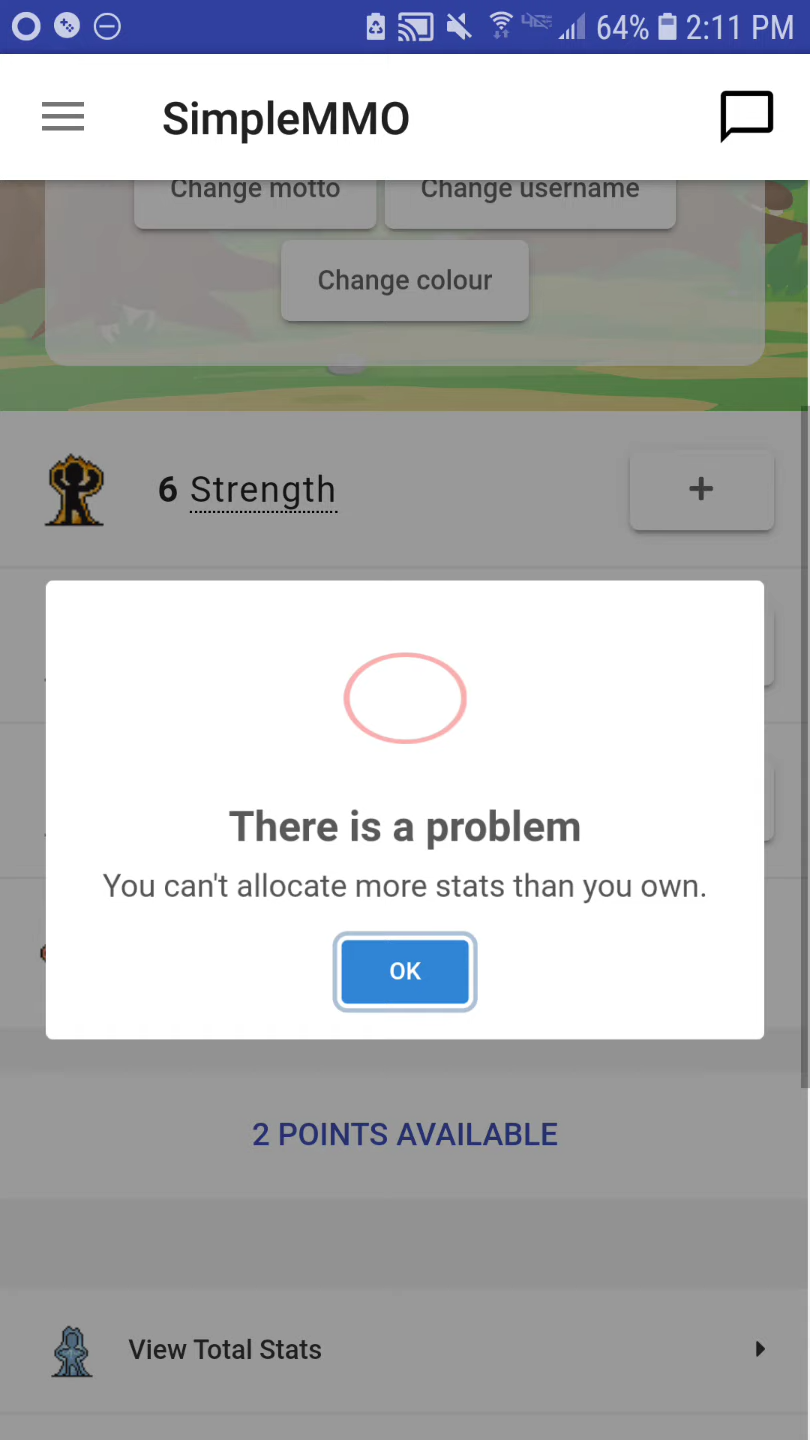 64% 2:11 PM
SimpleMMO
Change motto Change username
Change colour
6 Strength +
There is a problem
You can't allocate more stats than you own.
OK
2 POINTS AVAILABLE
View Total Stats